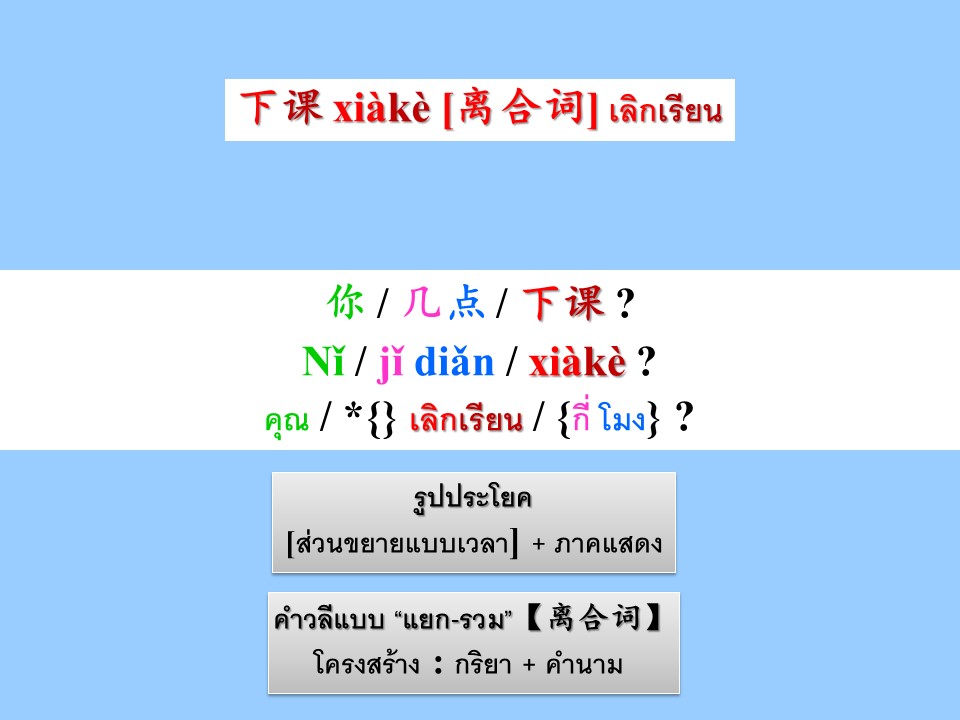 下课 xiàkè [离合词] เลิกเรียน
你 / 几点 / 下课 ?
Nǐ / jǐ diǎn / xiàkè ?
คุณ / *{} เลิกเรียน / {กี่ โมง} ?
รูปประโยค
[ส่วนขยายแบบเวลา] + ภาคแสดง
คำวลีแบบ “แยก-รวม”【离合词】
โครงสร้าง : กริยา + คำนาม